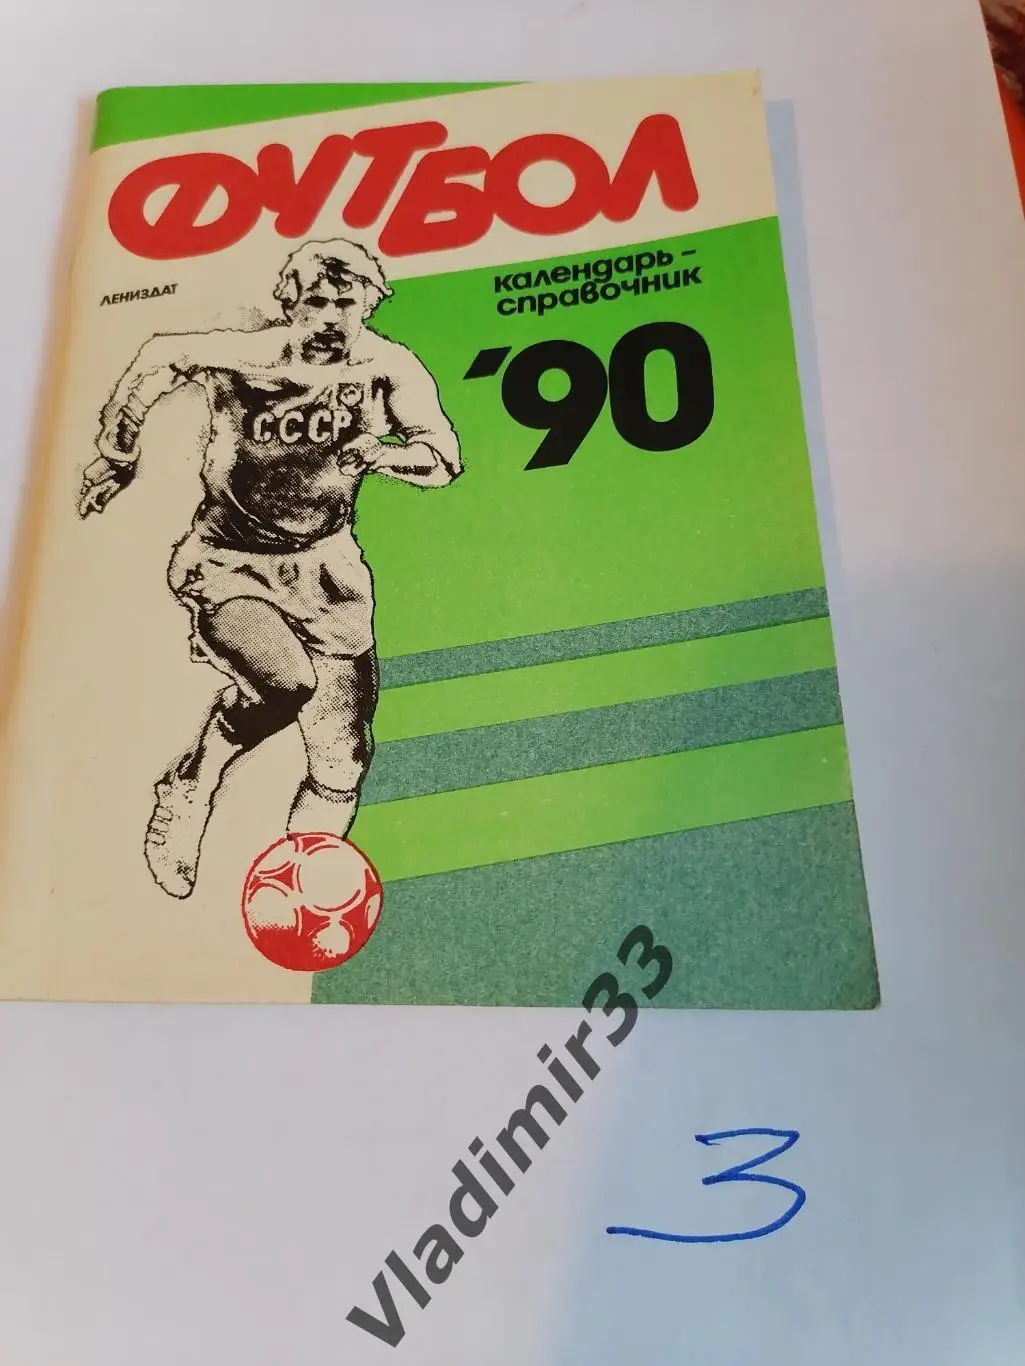 ФУТБОЛ
ЛЕНИЗДАТ
календарь-
справочник
'90
СССР
Vladimir33
3